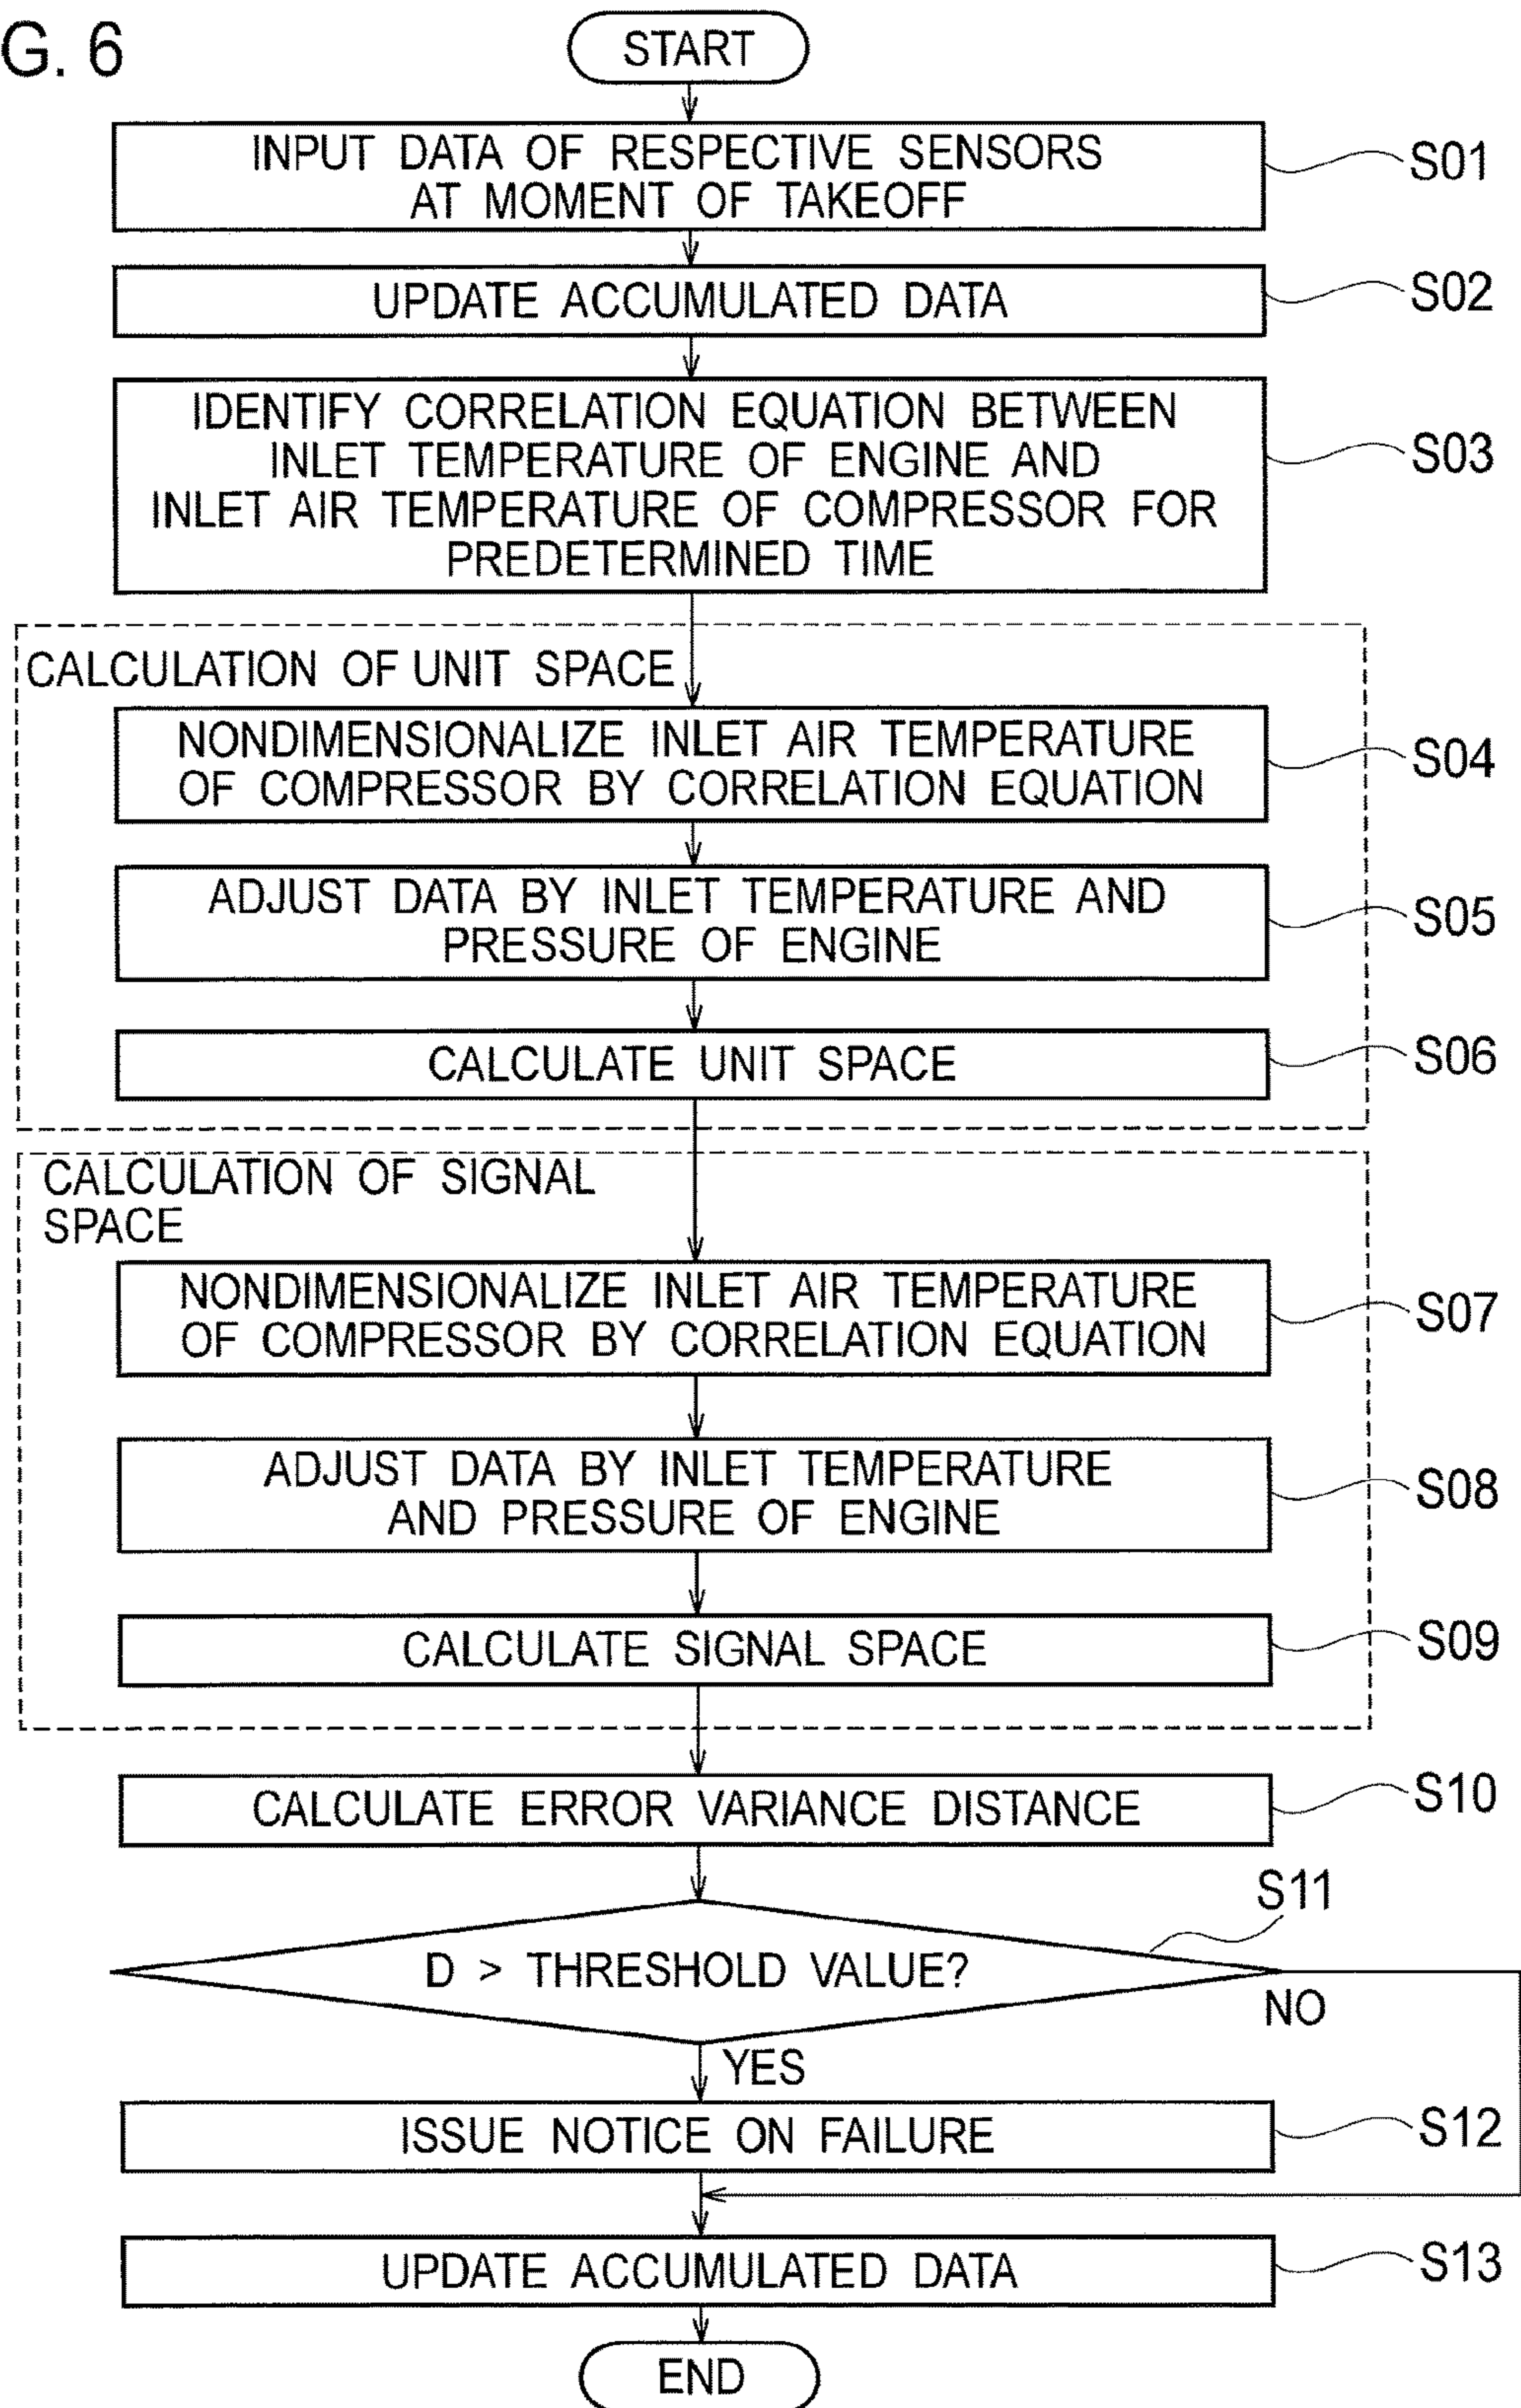 G. 6
START
INPUT DATA OF RESPECTIVE SENSORS
AT MOMENT OF TAKEOFF
S01
UPDATE ACCUMULATED DATA
S02
IDENTIFY CORRELATION EQUATION BETWEEN
INLET TEMPERATURE OF ENGINE AND
INLET AIR TEMPERATURE OF COMPRESSOR FOR
PREDETERMINED TIME
S03
CALCULATION OF UNIT SPACE
NONDIMENSIONALIZE INLET AIR TEMPERATURE
OF COMPRESSOR BY CORRELATION EQUATION
S04
ADJUST DATA BY INLET TEMPERATURE AND
PRESSURE OF ENGINE
S05
CALCULATE UNIT SPACE
S06
CALCULATION OF SIGNAL
SPACE
NONDIMENSIONALIZE INLET AIR TEMPERATURE
OF COMPRESSOR BY CORRELATION EQUATION
S07
ADJUST DATA BY INLET TEMPERATURE
AND PRESSURE OF ENGINE
S08
CALCULATE SIGNAL SPACE
S09
CALCULATE ERROR VARIANCE DISTANCE
S10
S11
D > THRESHOLD VALUE?
NO
YES
ISSUE NOTICE ON FAILURE
S12
UPDATE ACCUMULATED DATA
S13
END